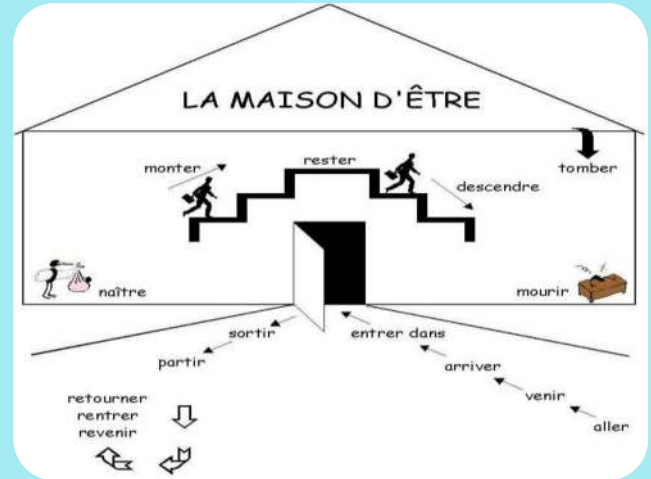 LA MAISON D'ÊTRE
monter
rester
tomber
descendre
naître
mourir
sortir
entrer dans
partir
arriver
retourner
rentrer
revenir
venir
aller